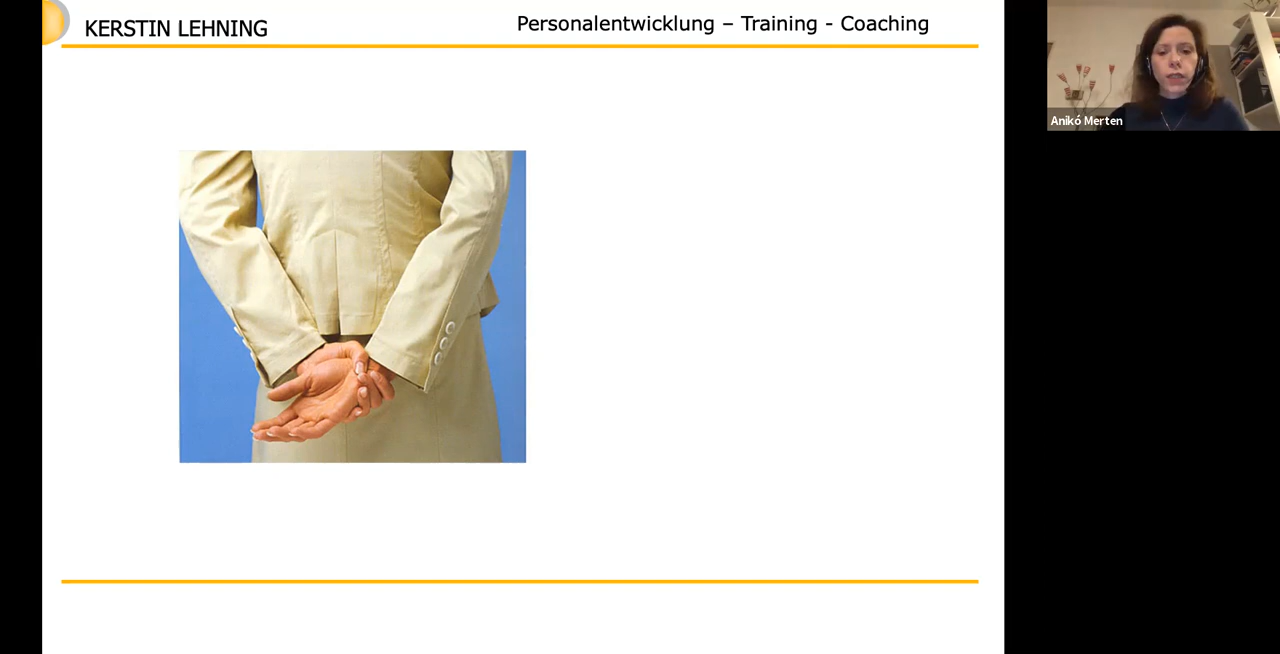 KERSTIN LEHNING
Personalentwicklung – Training - Coaching
Anikó Merten